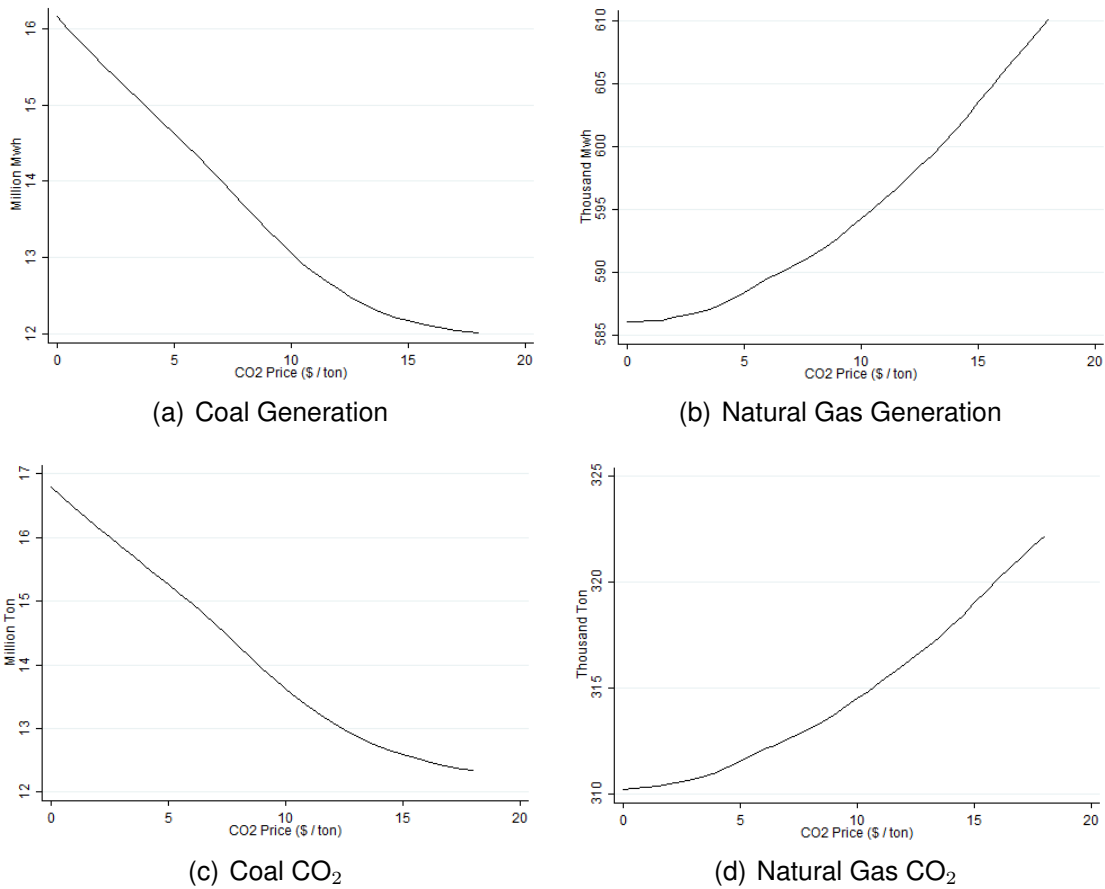 Million Mwh
16
15
14
13
12
0 5 10 15 20
CO2 Price ($ / ton)
(a) Coal Generation
Thousand Mwh
610
605
600
595
590
585
0 5 10 15 20
CO2 Price ($ / ton)
(b) Natural Gas Generation
Million Ton
17
16
15
14
13
12
0 5 10 15 20
CO2 Price ($ / ton)
(c) Coal CO₂
Thousand Ton
325
320
315
310
0 5 10 15 20
CO2 Price ($ / ton)
(d) Natural Gas CO₂